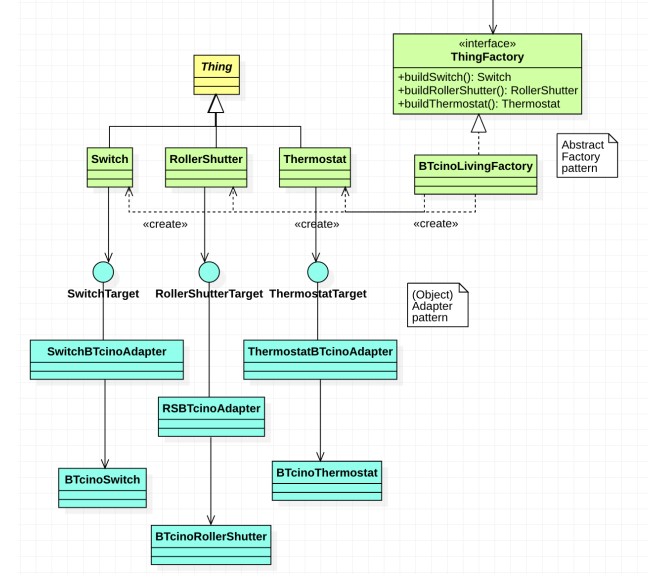 «interface»
ThingFactory
+buildSwitch(): Switch
+buildRollerShutter(): RollerShutter
+buildThermostat(): Thermostat
Thing
Switch
RollerShutter
Thermostat
BTcinoLivingFactory
Abstract
Factory
pattern
«create»
«create»
«create»
SwitchTarget
RollerShutterTarget
ThermostatTarget
(Object)
Adapter
pattern
SwitchBTcinoAdapter
ThermostatBTcinoAdapter
RSBTcinoAdapter
BTcinoSwitch
BTcinoThermostat
BTcinoRollerShutter